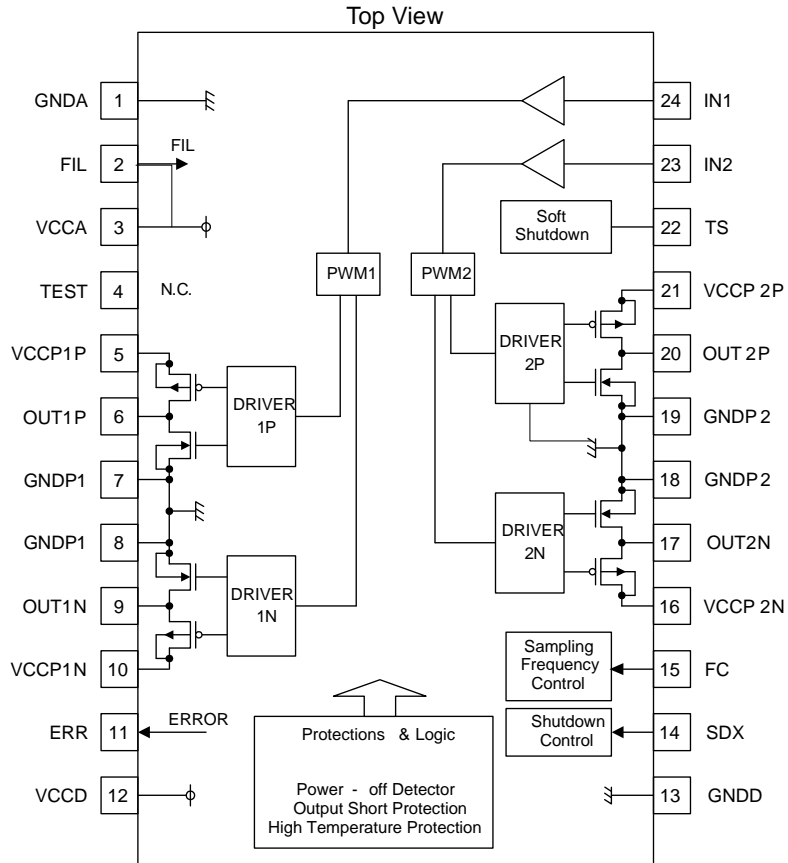 Top View
GNDA 1
24 IN1
FIL 2
FIL
23 IN2
VCCA 3
Soft
Shutdown
22 TS
TEST 4 N.C.
PWM1
PWM2
21 VCCP 2P
VCCP1P 5
DRIVER
2P
20 OUT 2P
OUT1P 6
DRIVER
1P
19 GNDP 2
GNDP1 7
18 GNDP 2
GNDP1 8
DRIVER
2N
17 OUT2N
OUT1N 9
DRIVER
1N
16 VCCP 2N
VCCP1N 10
Sampling
Frequency
Control
15 FC
ERR 11
ERROR
Protections & Logic
Power - off Detector
Output Short Protection
High Temperature Protection
Shutdown
Control
14 SDX
VCCD 12
13 GNDD